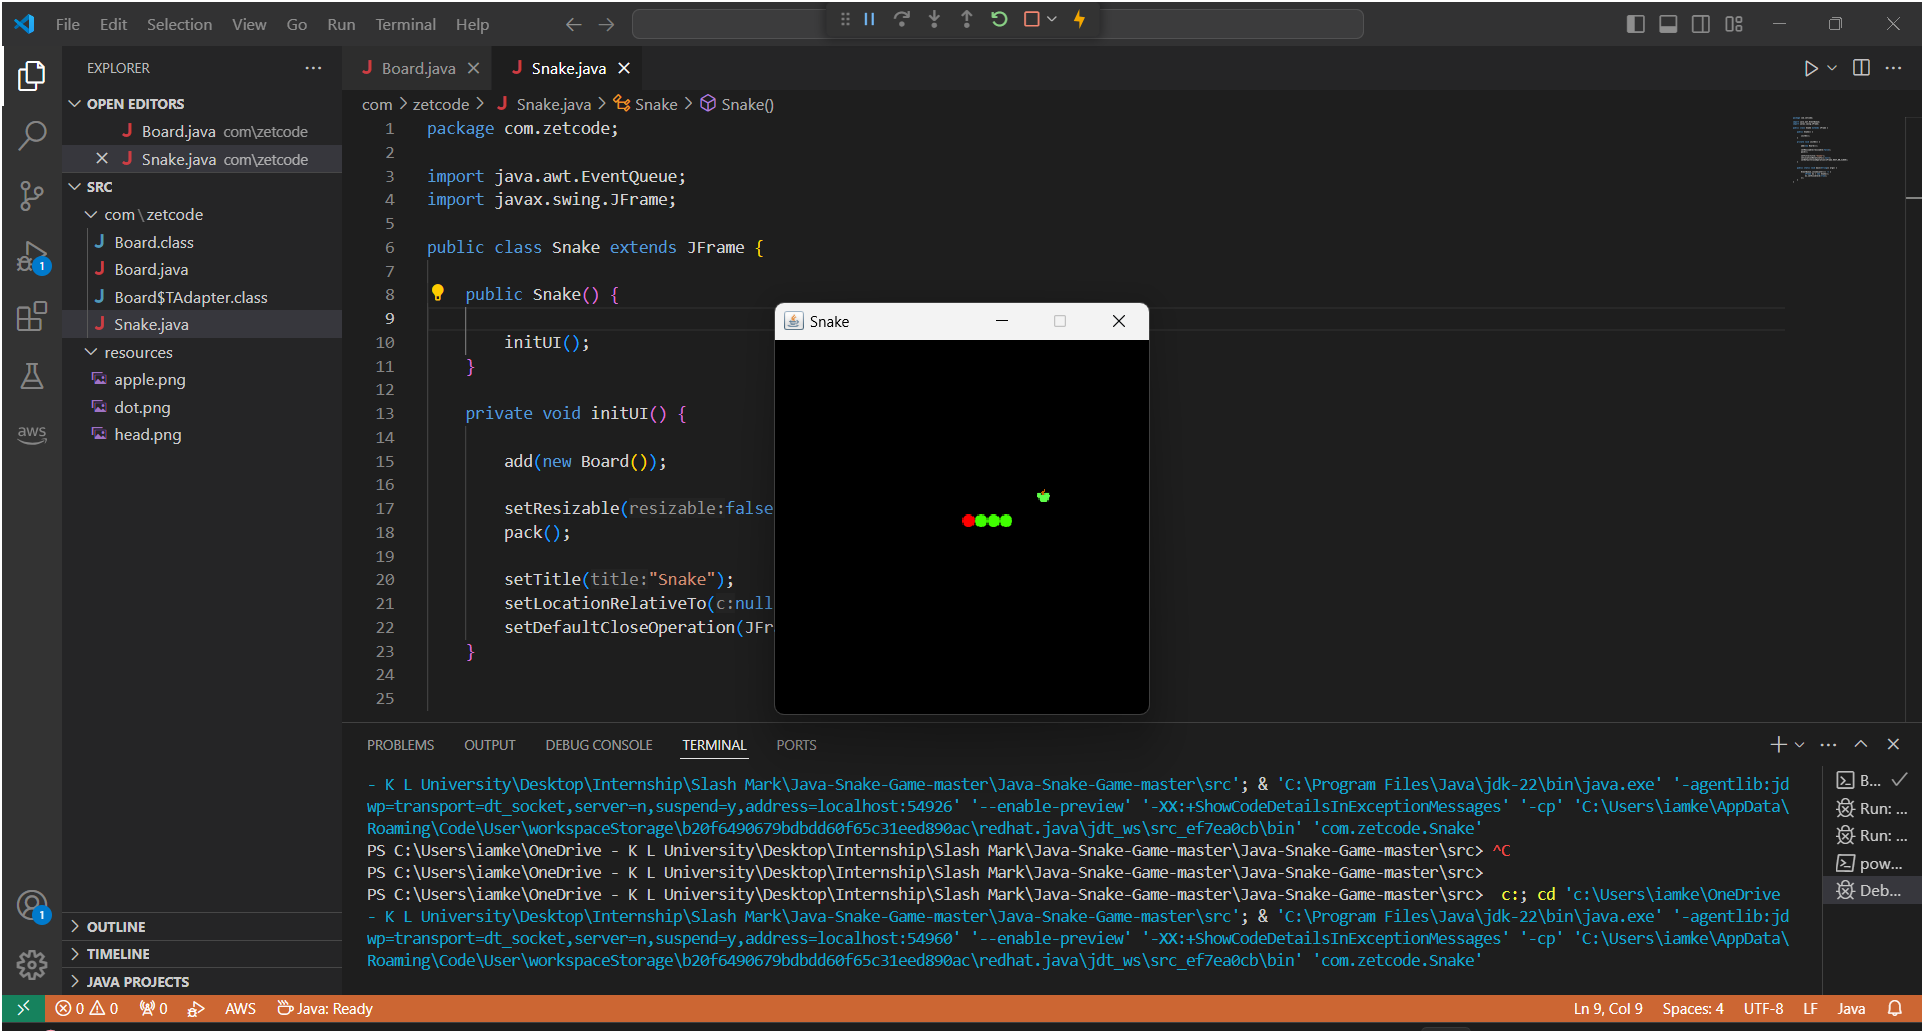 File Edit Selection View Go Run Terminal Help
EXPLORER
OPEN EDITORS
Board.java com\zetcode
Snake.java com\zetcode
SRC
com\zetcode
Board.class
Board.java
Board$TAdapter.class
Snake.java
resources
apple.png
dot.png
head.png
OUTLINE
TIMELINE
JAVA PROJECTS
1
aws
1
Board.java Snake.java
com > zetcode > Snake.java > Snake > Snake()
1 package com.zetcode;
2
3 import java.awt.EventQueue;
4 import javax.swing.JFrame;
5
6 public class Snake extends JFrame {
7
8 public Snake() {
9
10 initUI();
11 }
12
13 private void initUI() {
14
15 add(new Board());
16
17 setResizable(resizable:false
18 pack();
19
20 setTitle(title:"Snake");
21 setLocationRelativeTo(c:null
22 setDefaultCloseOperation(JFr
23 }
24
25
Snake
PROBLEMS OUTPUT DEBUG CONSOLE TERMINAL PORTS
- K L University\Desktop\Internship\Slash Mark\Java-Snake-Game-master\Java-Snake-Game-master\src'; & 'C:\Program Files\Java\jdk-22\bin\java.exe' '-agentlib:jd
wp=transport=dt_socket,server=n,suspend=y,address=localhost:54926' '--enable-preview' '-XX:+ShowCodeDetailsInExceptionMessages' '-cp' 'C:\Users\iamke\AppData\
Roaming\Code\User\workspaceStorage\b20f6490679bdbdd60f65c31eed890ac\redhat.java\jdt_ws\src_ef7ea0cb\bin' 'com.zetcode.Snake'
PS C:\Users\iamke\OneDrive - K L University\Desktop\Internship\Slash Mark\Java-Snake-Game-master\Java-Snake-Game-master\src> ^C
PS C:\Users\iamke\OneDrive - K L University\Desktop\Internship\Slash Mark\Java-Snake-Game-master\Java-Snake-Game-master\src>
PS C:\Users\iamke\OneDrive - K L University\Desktop\Internship\Slash Mark\Java-Snake-Game-master\Java-Snake-Game-master\src> c:; cd 'c:\Users\iamke\OneDrive
- K L University\Desktop\Internship\Slash Mark\Java-Snake-Game-master\Java-Snake-Game-master\src'; & 'C:\Program Files\Java\jdk-22\bin\java.exe' '-agentlib:jd
wp=transport=dt_socket,server=n,suspend=y,address=localhost:54960' '--enable-preview' '-XX:+ShowCodeDetailsInExceptionMessages' '-cp' 'C:\Users\iamke\AppData\
Roaming\Code\User\workspaceStorage\b20f6490679bdbdd60f65c31eed890ac\redhat.java\jdt_ws\src_ef7ea0cb\bin' 'com.zetcode.Snake'
B...
Run: ...
Run: ...
pow...
Deb...
0 0 0 AWS Java: Ready Ln 9, Col 9 Spaces: 4 UTF-8 LF Java